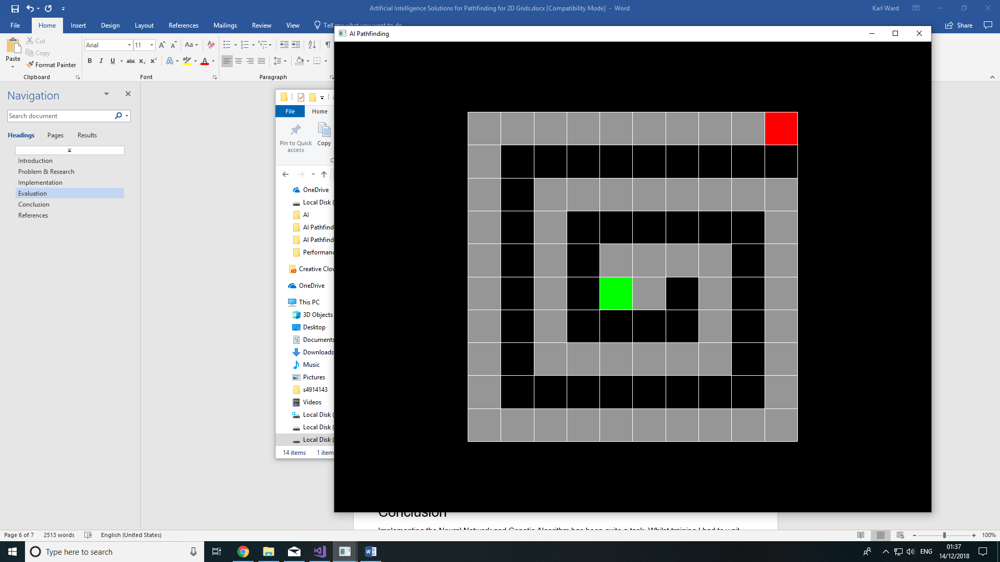 Artificial Intelligence Solutions for Pathfinding for 2D Grids.docx [Compatibility Mode] - Word
Karl Ward
File Home Insert Design Layout References Mailings Review View Tell me what you want to do
Share
Paste
Cut
Copy
Format Painter
Clipboard
Arial 11
Font
Paragraph
AI Pathfinding
Navigation
Search document
Headings Pages Results
Introduction
Problem & Research
Implementation
Evaluation
Conclusion
References
File Home
Pin to Quick access
Copy
OneDrive
Local Disk (
AI
AI Pathfind
AI Pathfind
Performanc
Creative Clou
OneDrive
This PC
3D Objects
Desktop
Documents
Downloads
Music
Pictures
s4914143
Videos
Local Disk (
Local Disk (
Local Disk (
14 items 1 item
Conclusion
Implementing the Neural Network and Genetic Algorithm has been quite a task. Whilst training I had to wait
Page 6 of 7 2513 words English (United States)
100%
Type here to search
ENG
01:37
14/12/2018